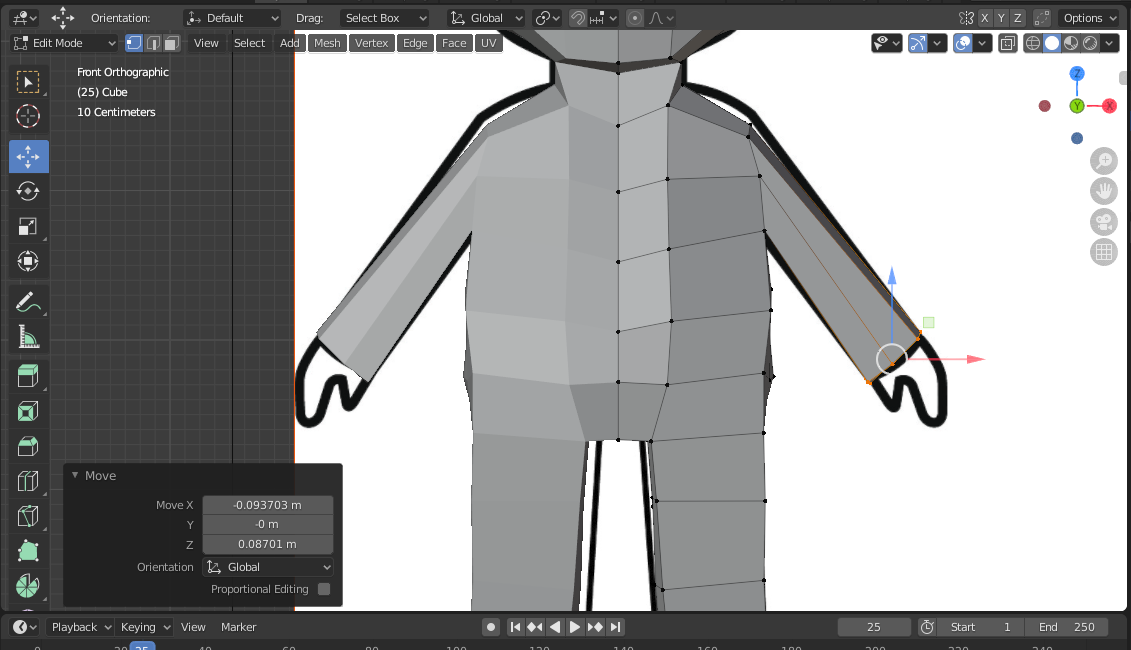 Orientation: Default Drag: Select Box Global X Y Z Options
Edit Mode View Select Add Mesh Vertex Edge Face UV
Front Orthographic
(25) Cube
10 Centimeters
Z
Y X
Move
Move X -0.093703 m
Y -0 m
Z 0.08701 m
Orientation Global
Proportional Editing
Playback Keying View Marker 25 Start 1 End 250
25